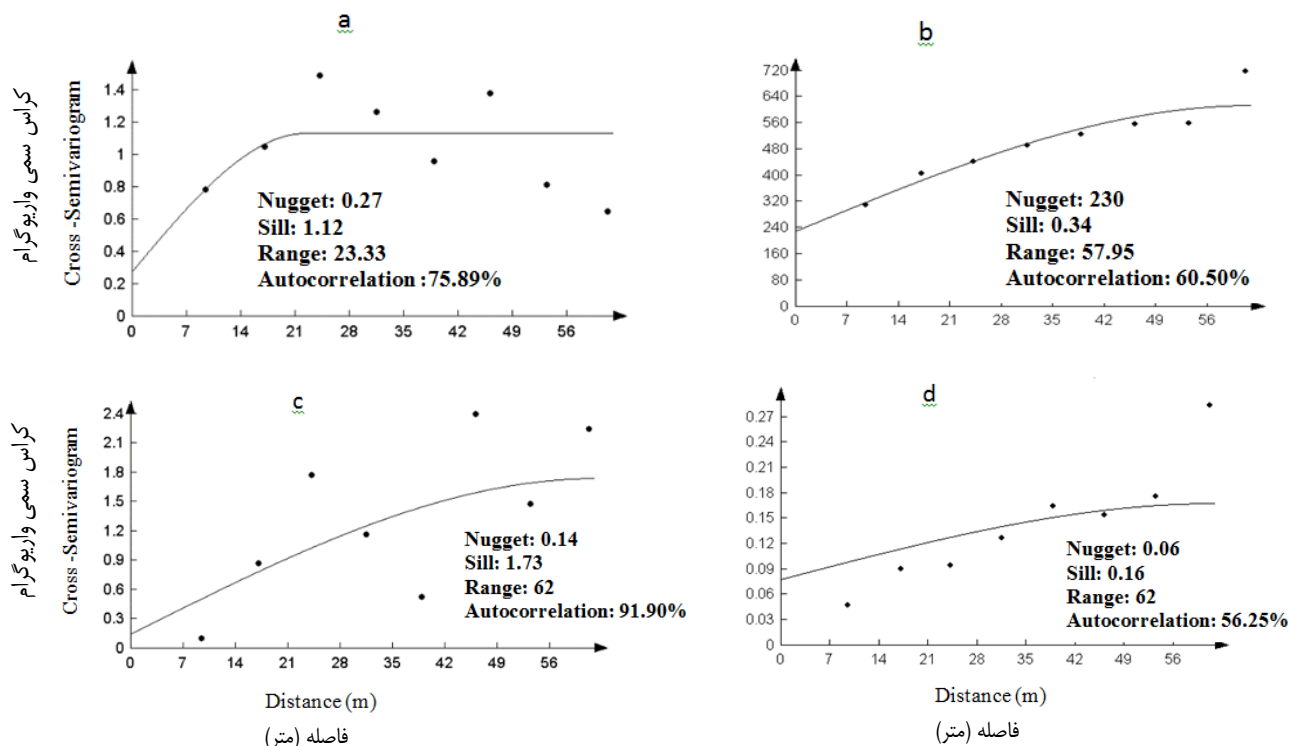 a
کراس سمی واریوگرام
Cross -Semivariogram
1.4
1.2
1
0.8
0.6
0.4
0.2
0
0 7 14 21 28 35 42 49 56
Nugget: 0.27
Sill: 1.12
Range: 23.33
Autocorrelation :75.89%
b
720
640
560
480
400
320
240
160
80
0
0 7 14 21 28 35 42 49 56
Nugget: 230
Sill: 0.34
Range: 57.95
Autocorrelation: 60.50%
c
کراس سمی واریوگرام
Cross -Semivariogram
2.4
2.1
1.8
1.5
1.2
0.9
0.6
0.3
0
0 7 14 21 28 35 42 49 56
Nugget: 0.14
Sill: 1.73
Range: 62
Autocorrelation: 91.90%
Distance (m)
فاصله (متر)
d
0.27
0.24
0.21
0.18
0.15
0.12
0.09
0.06
0.03
0
0 7 14 21 28 35 42 49 56
Nugget: 0.06
Sill: 0.16
Range: 62
Autocorrelation: 56.25%
Distance (m)
فاصله (متر)